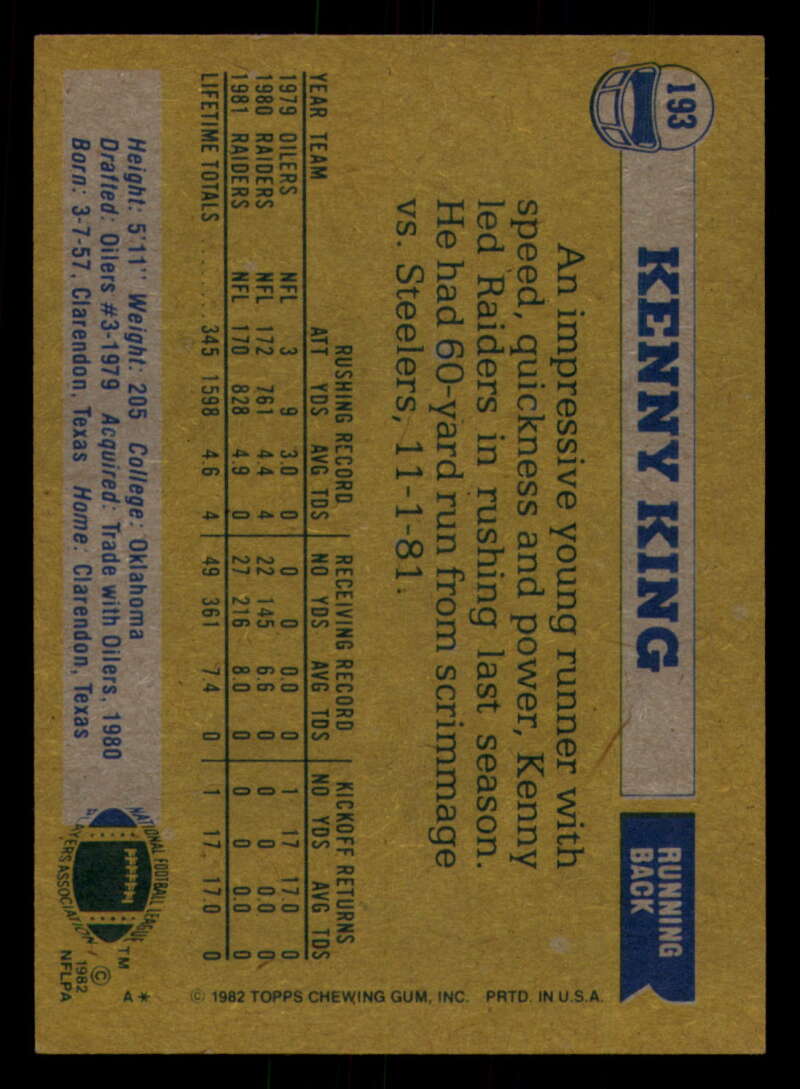 193
KENNY KING
RUNNING
BACK
An impressive young runner with
speed, quickness and power, Kenny
led Raiders in rushing last season.
He had 60-yard run from scrimmage
vs. Steelers, 11-1-81.
RUSHING RECORD RECEIVING RECORD KICKOFF RETURNS
YEAR TEAM ATT YDS AVG TDS NO YDS AVG TDS NO YDS AVG TDS
1979 OILERS NFL 3 9 3.0 0 0 0 0.0 0 1 17 17.0 0
1980 RAIDERS NFL 172 761 4.4 4 22 145 6.6 0 0 0 0.0 0
1981 RAIDERS NFL 170 828 4.9 0 27 216 8.0 0 0 0 0.0 0
LIFETIME TOTALS ........ 345 1598 4.6 4 49 361 7.4 0 1 17 17.0 0
Height: 5'11" Weight: 205 College: Oklahoma
Drafted: Oilers #3-1979 Acquired: Trade with Oilers, 1980
Born: 3-7-57, Clarendon, Texas Home: Clarendon, Texas
NATIONAL FOOTBALL LEAGUE
PLAYERS ASSOCIATION
TM
© 1982
NFLPA
A*
© 1982 TOPPS CHEWING GUM, INC. PRTD. IN U.S.A.